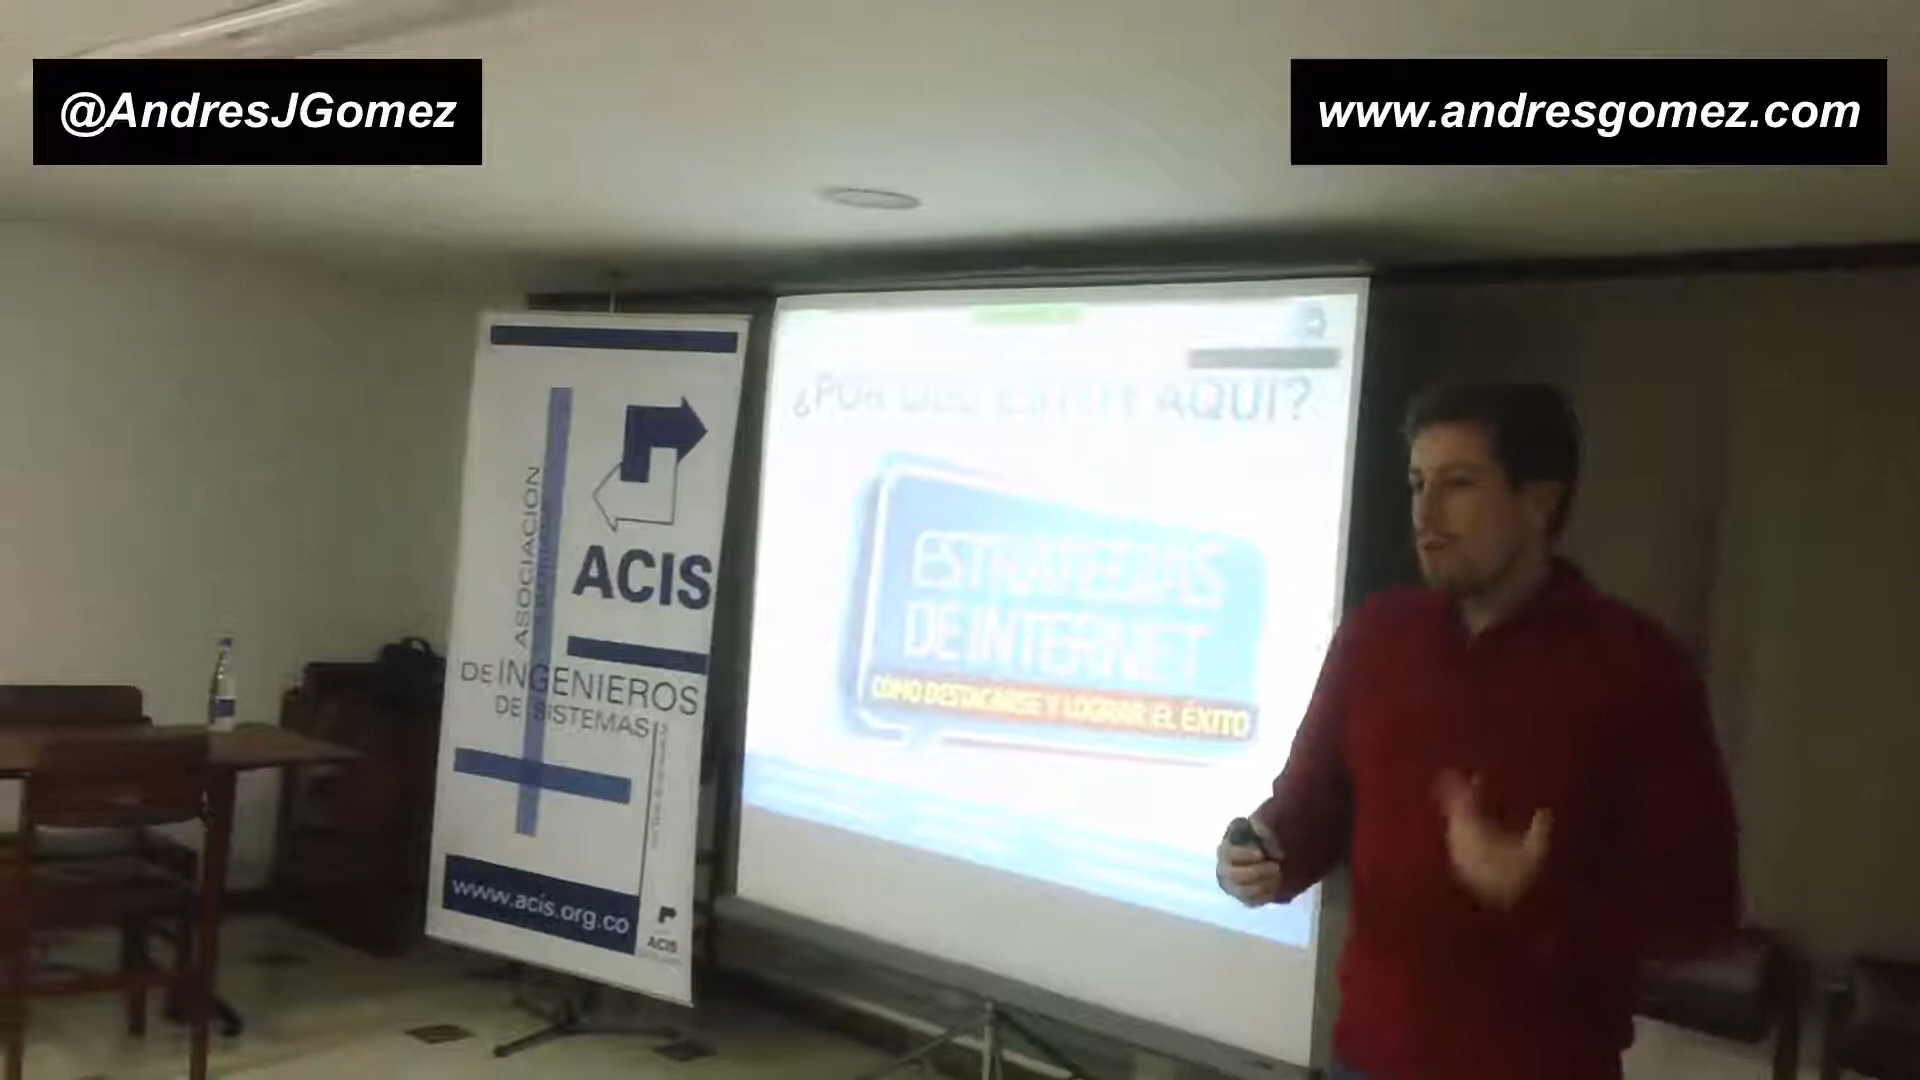 @AndresJGomez
www.andresgomez.com
¿POR QUE ESTOY AQUI?
ESTRATEGIAS
DE INTERNET
COMO DESTACARSE Y LOGRAR EL ÉXITO
ASOCIACION
ACIS
DE INGENIEROS
DE SISTEMAS
www.acis.org.co
ACIS